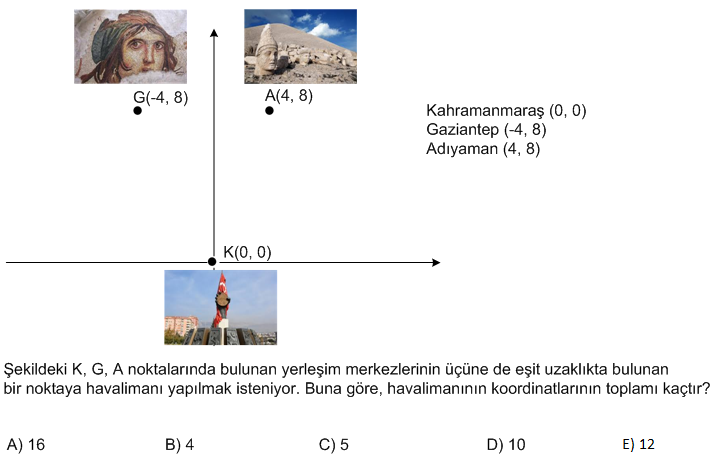 G(-4, 8)
A(4, 8)
Kahramanmaraş (0, 0)
Gaziantep (-4, 8)
Adıyaman (4, 8)
K(0, 0)
Şekildeki K, G, A noktalarında bulunan yerleşim merkezlerinin üçüne de eşit uzaklıkta bulunan
bir noktaya havalimanı yapılmak isteniyor. Buna göre, havalimanının koordinatlarının toplamı kaçtır?
A) 16 B) 4 C) 5 D) 10 E) 12